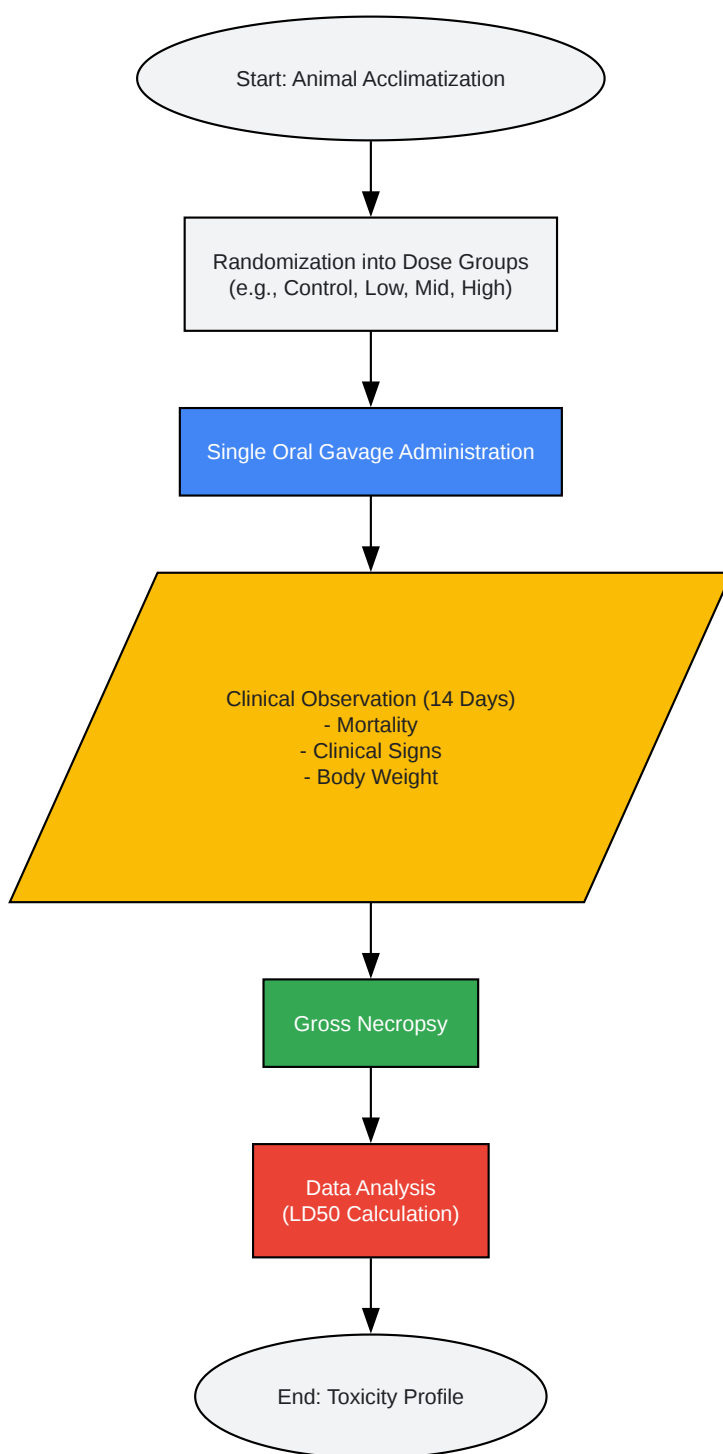 Start: Animal Acclimatization
Randomization into Dose Groups
(e.g., Control, Low, Mid, High)
Single Oral Gavage Administration
Clinical Observation (14 Days)
- Mortality
- Clinical Signs
- Body Weight
Gross Necropsy
Data Analysis
(LD50 Calculation)
End: Toxicity Profile